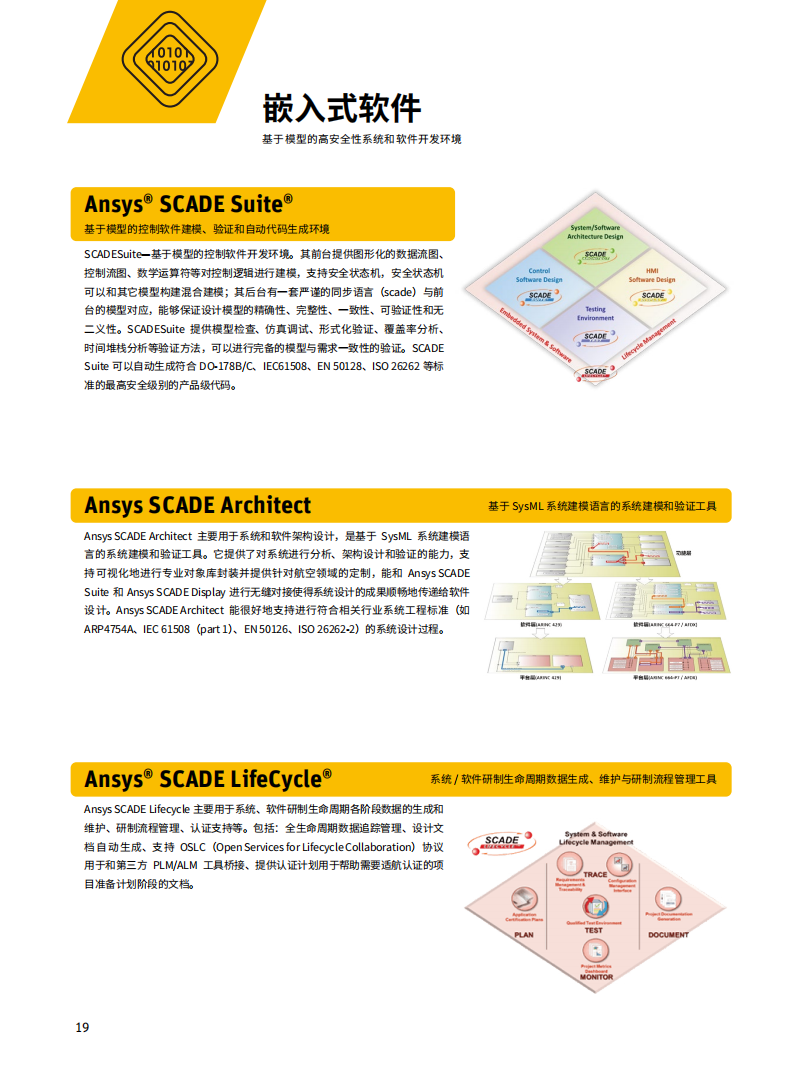 10101
01010
嵌入式软件
基于模型的高安全性系统和软件开发环境
Ansys® SCADE Suite®
基于模型的控制软件建模、验证和自动代码生成环境
SCADESuite—基于模型的控制软件开发环境。其前台提供图形化的数据流图、
控制流图、数学运算符等对控制逻辑进行建模，支持安全状态机，安全状态机
可以和其它模型构建混合建模；其后台有一套严谨的同步语言（scade）与前
台的模型对应，能够保证设计模型的精确性、完整性、一致性、可验证性和无
二义性。SCADESuite 提供模型检查、仿真调试、形式化验证、覆盖率分析、
时间堆栈分析等验证方法，可以进行完备的模型与需求一致性的验证。SCADE
Suite 可以自动生成符合 DO-178B/C、IEC61508、EN 50128、ISO 26262 等标
准的最高安全级别的产品级代码。
System/Software
Architecture Design
SCADE
Control
Software Design
SCADE
HMI
Software Design
SCADE
Testing
Environment
SCADE
Embedded System & Software
Lifecycle Management
SCADE
Ansys SCADE Architect
基于 SysML 系统建模语言的系统建模和验证工具
Ansys SCADE Architect 主要用于系统和软件架构设计，是基于 SysML 系统建模语
言的系统建模和验证工具。它提供了对系统进行分析、架构设计和验证的能力，支
持可视化地进行专业对象库封装并提供针对航空领域的定制，能和 Ansys SCADE
Suite 和 Ansys SCADE Display 进行无缝对接使得系统设计的成果顺畅地传递给软件
设计。Ansys SCADE Architect 能很好地支持进行符合相关行业系统工程标准（如
ARP4754A、IEC 61508（part 1）、EN 50126、ISO 26262-2）的系统设计过程。
功能层
软件层(ARINC 429)
软件层(ARINC 664-P7 / AFDX)
平台层(ARINC 429)
平台层(ARINC 664-P7 / AFDX)
Ansys® SCADE LifeCycle®
系统 / 软件研制生命周期数据生成、维护与研制流程管理工具
Ansys SCADE Lifecycle 主要用于系统、软件研制生命周期各阶段数据的生成和
维护、研制流程管理、认证支持等。包括：全生命周期数据追踪管理、设计文
档自动生成、支持 OSLC（Open Services for Lifecycle Collaboration）协议
用于和第三方 PLM/ALM 工具桥接、提供认证计划用于帮助需要适航认证的项
目准备计划阶段的文档。
SCADE
LIFECYCLE™
System & Software
Lifecycle Management
TRACE
Requirements
Management &
Traceability
Configuration
Management
Interface
Application
Certification Plans
PLAN
Qualified Test Environment
TEST
Project Documentation
Generation
DOCUMENT
Project Metrics
Dashboard
MONITOR
19